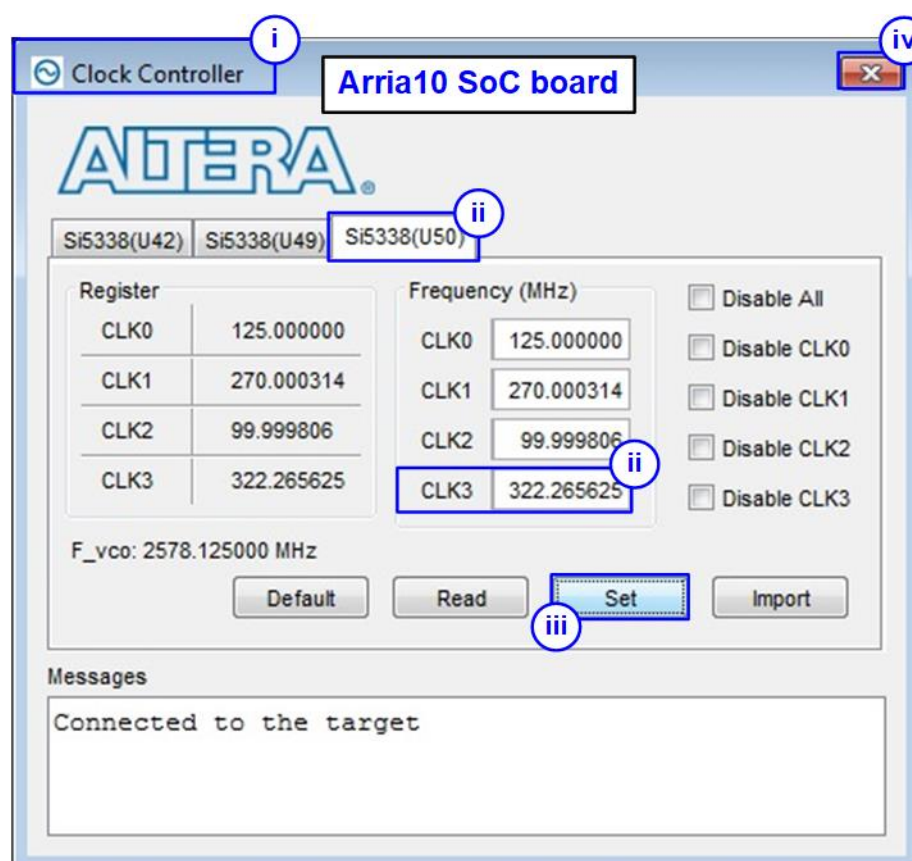 i
iv
Clock Controller
Arria10 SoC board
ALTERA®
ii
Si5338(U42) Si5338(U49) Si5338(U50)
Register Frequency (MHz)
Disable All
CLK0 125.000000 CLK0 125.000000 Disable CLK0
CLK1 270.000314 CLK1 270.000314 Disable CLK1
CLK2 99.999806 CLK2 99.999806 Disable CLK2
ii
CLK3 322.265625 CLK3 322.265625 Disable CLK3
F_vco: 2578.125000 MHz
Default Read Set Import
iii
Messages
Connected to the target